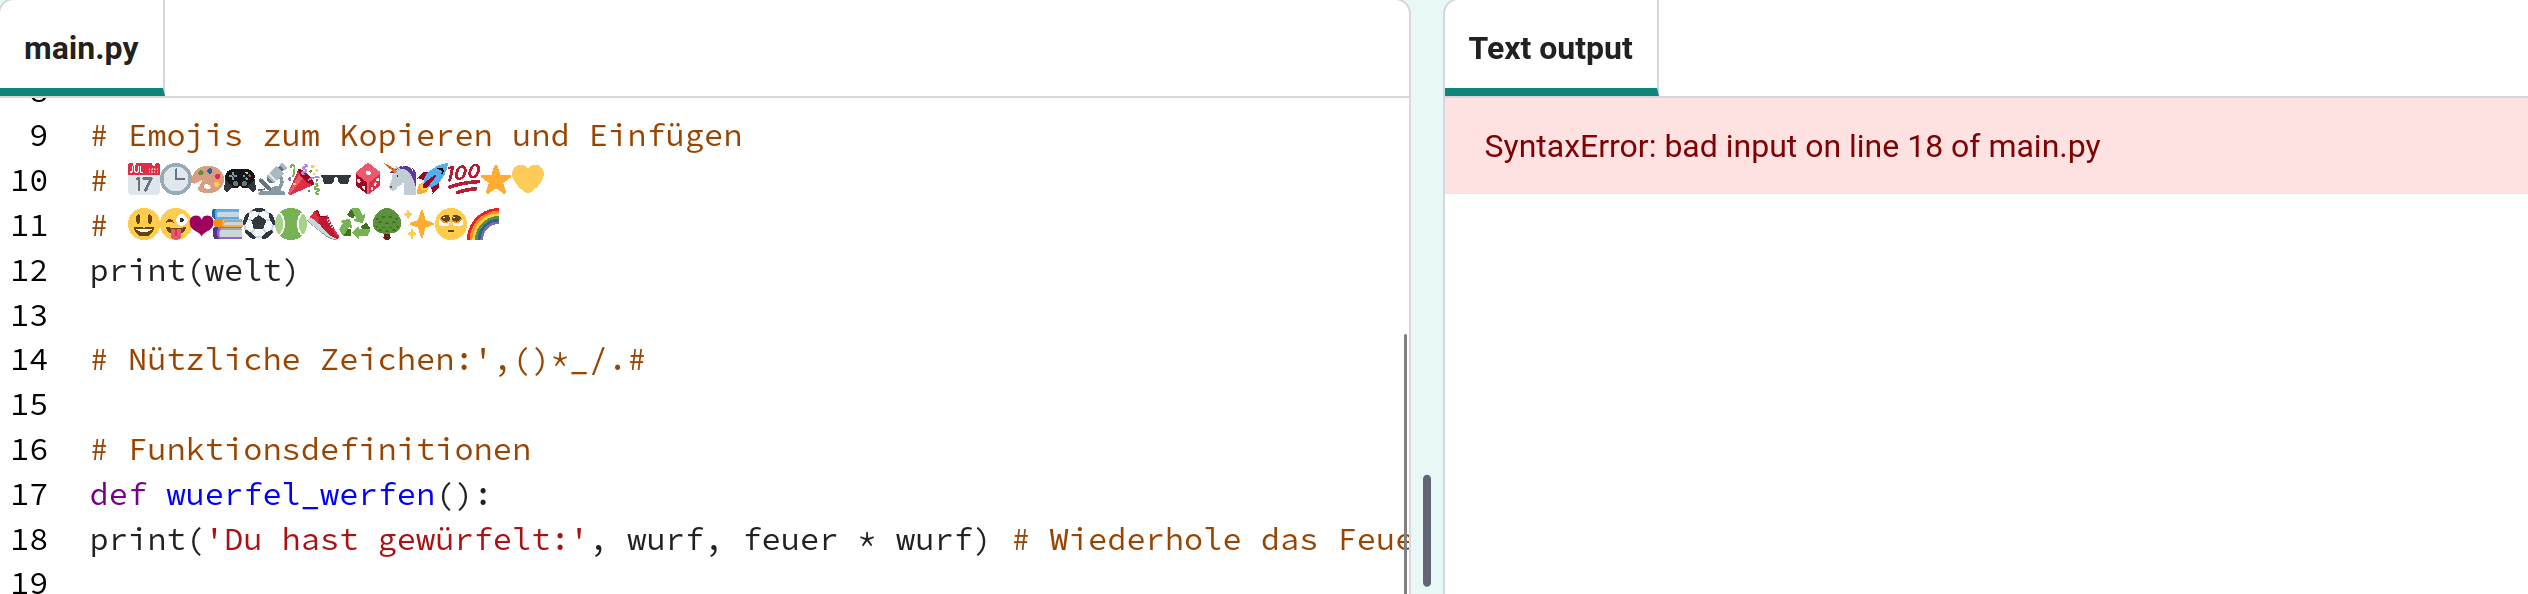 main.py
Text output
9 # Emojis zum Kopieren und Einfügen
10 # 📅🕒🎨🎮🔬🎉🕶️🎲🦄🚀💯⭐💛
11 # 😃😜❤️📚⚽🎾👟♻️🌳✨🥺🌈
12 print(welt)
13
14 # Nützliche Zeichen:',()*_/.#
15
16 # Funktionsdefinitionen
17 def wuerfel_werfen():
18 print('Du hast gewürfelt:', wurf, feuer * wurf) # Wiederhole das Feue
19
SyntaxError: bad input on line 18 of main.py